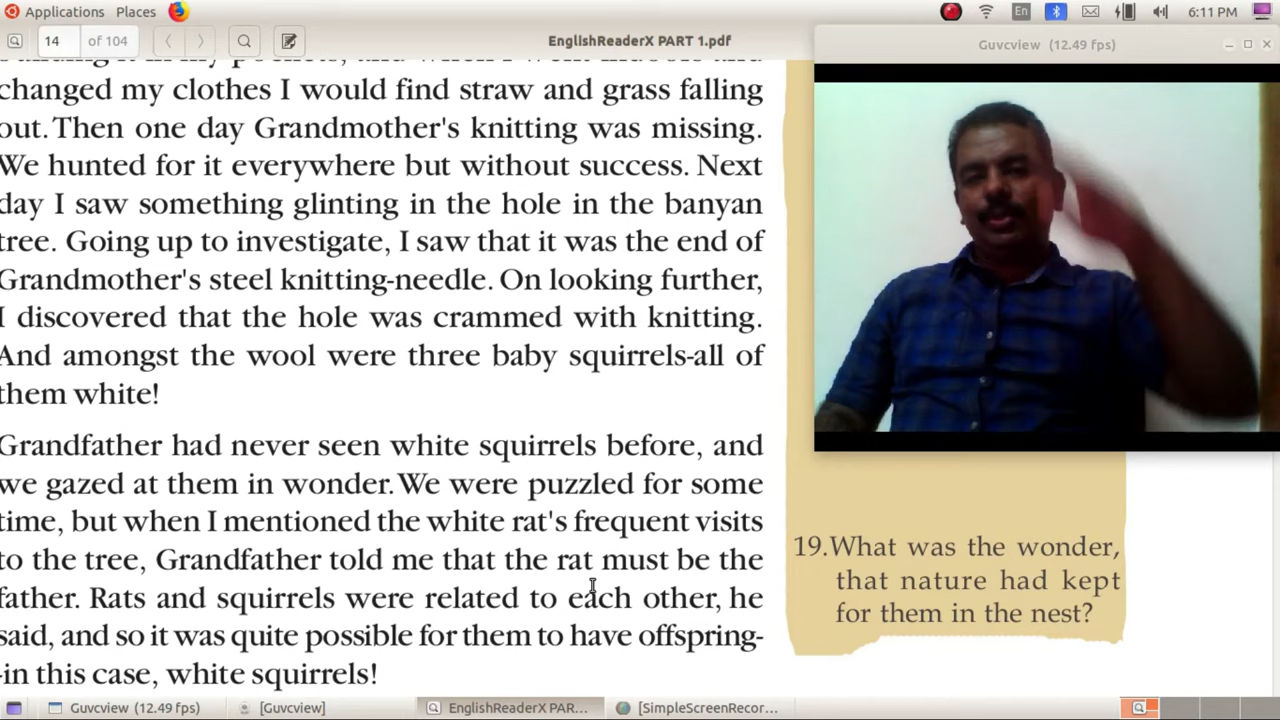 Applications Places En 6:11 PM
14 of 104 EnglishReaderX PART 1.pdf
Guvcview (12.49 fps)
changed my clothes I would find straw and grass falling
out. Then one day Grandmother's knitting was missing.
We hunted for it everywhere but without success. Next
day I saw something glinting in the hole in the banyan
tree. Going up to investigate, I saw that it was the end of
Grandmother's steel knitting-needle. On looking further,
I discovered that the hole was crammed with knitting.
And amongst the wool were three baby squirrels-all of
them white!
Grandfather had never seen white squirrels before, and
we gazed at them in wonder. We were puzzled for some
time, but when I mentioned the white rat's frequent visits
to the tree, Grandfather told me that the rat must be the
father. Rats and squirrels were related to each other, he
said, and so it was quite possible for them to have offspring-
-in this case, white squirrels!
19.What was the wonder,
that nature had kept
for them in the nest?
Guvcview (12.49 fps) [Guvcview] EnglishReaderX PAR... [SimpleScreenRecor...